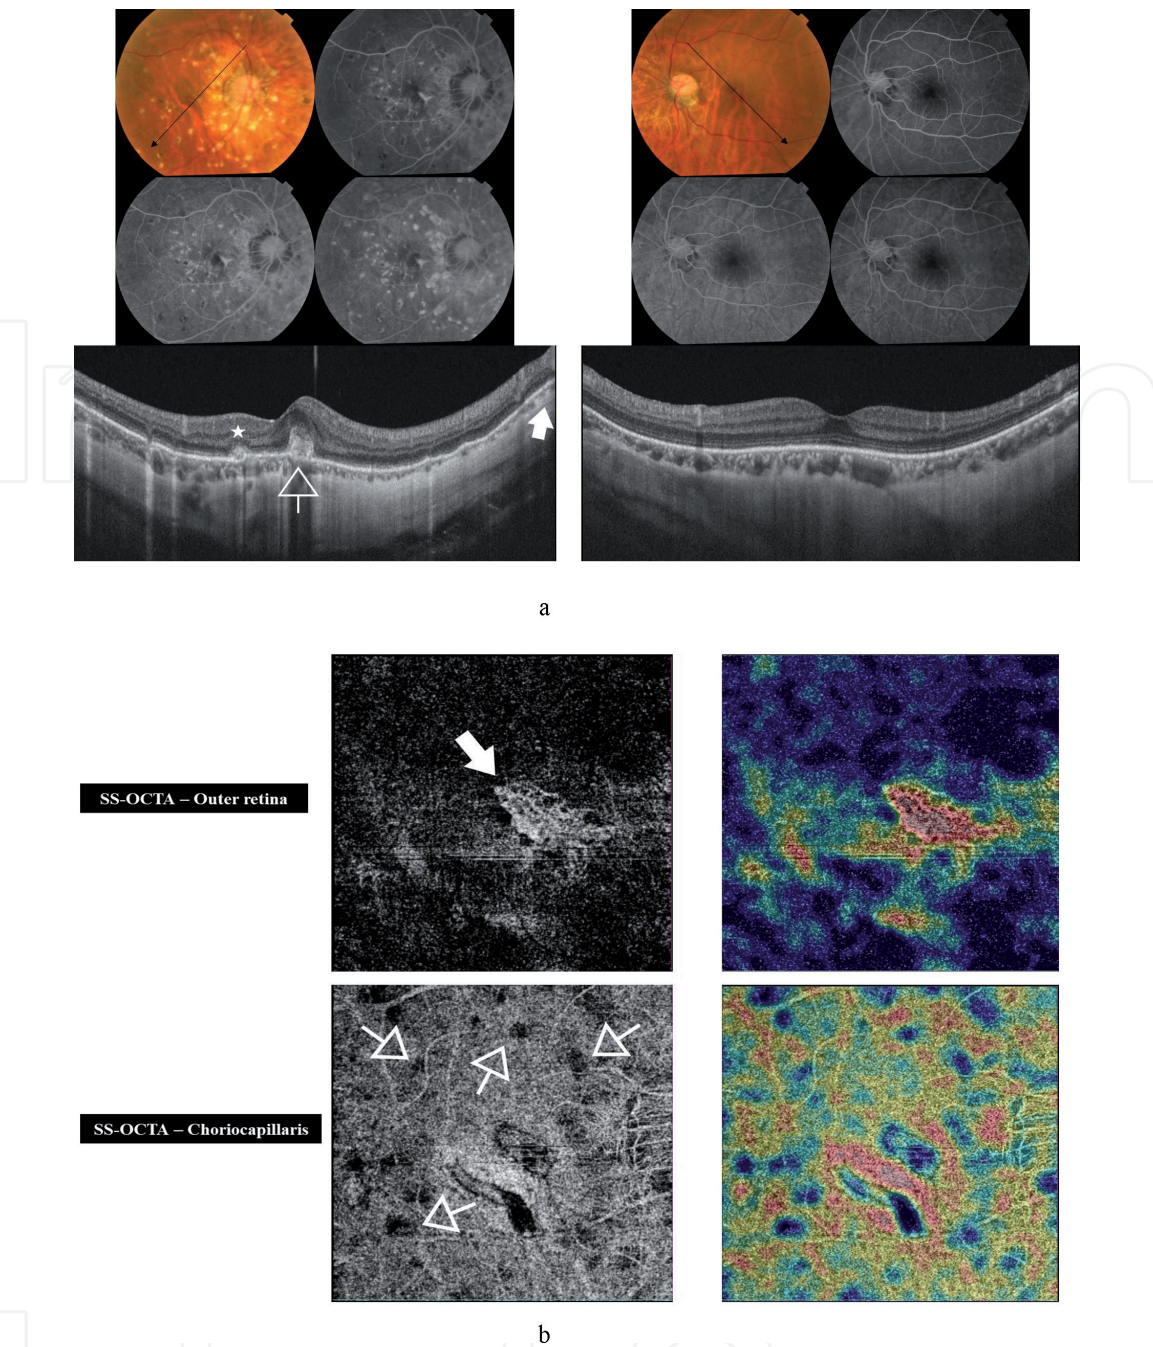 a
SS-OCTA – Outer retina
SS-OCTA – Choriocapillaris
b